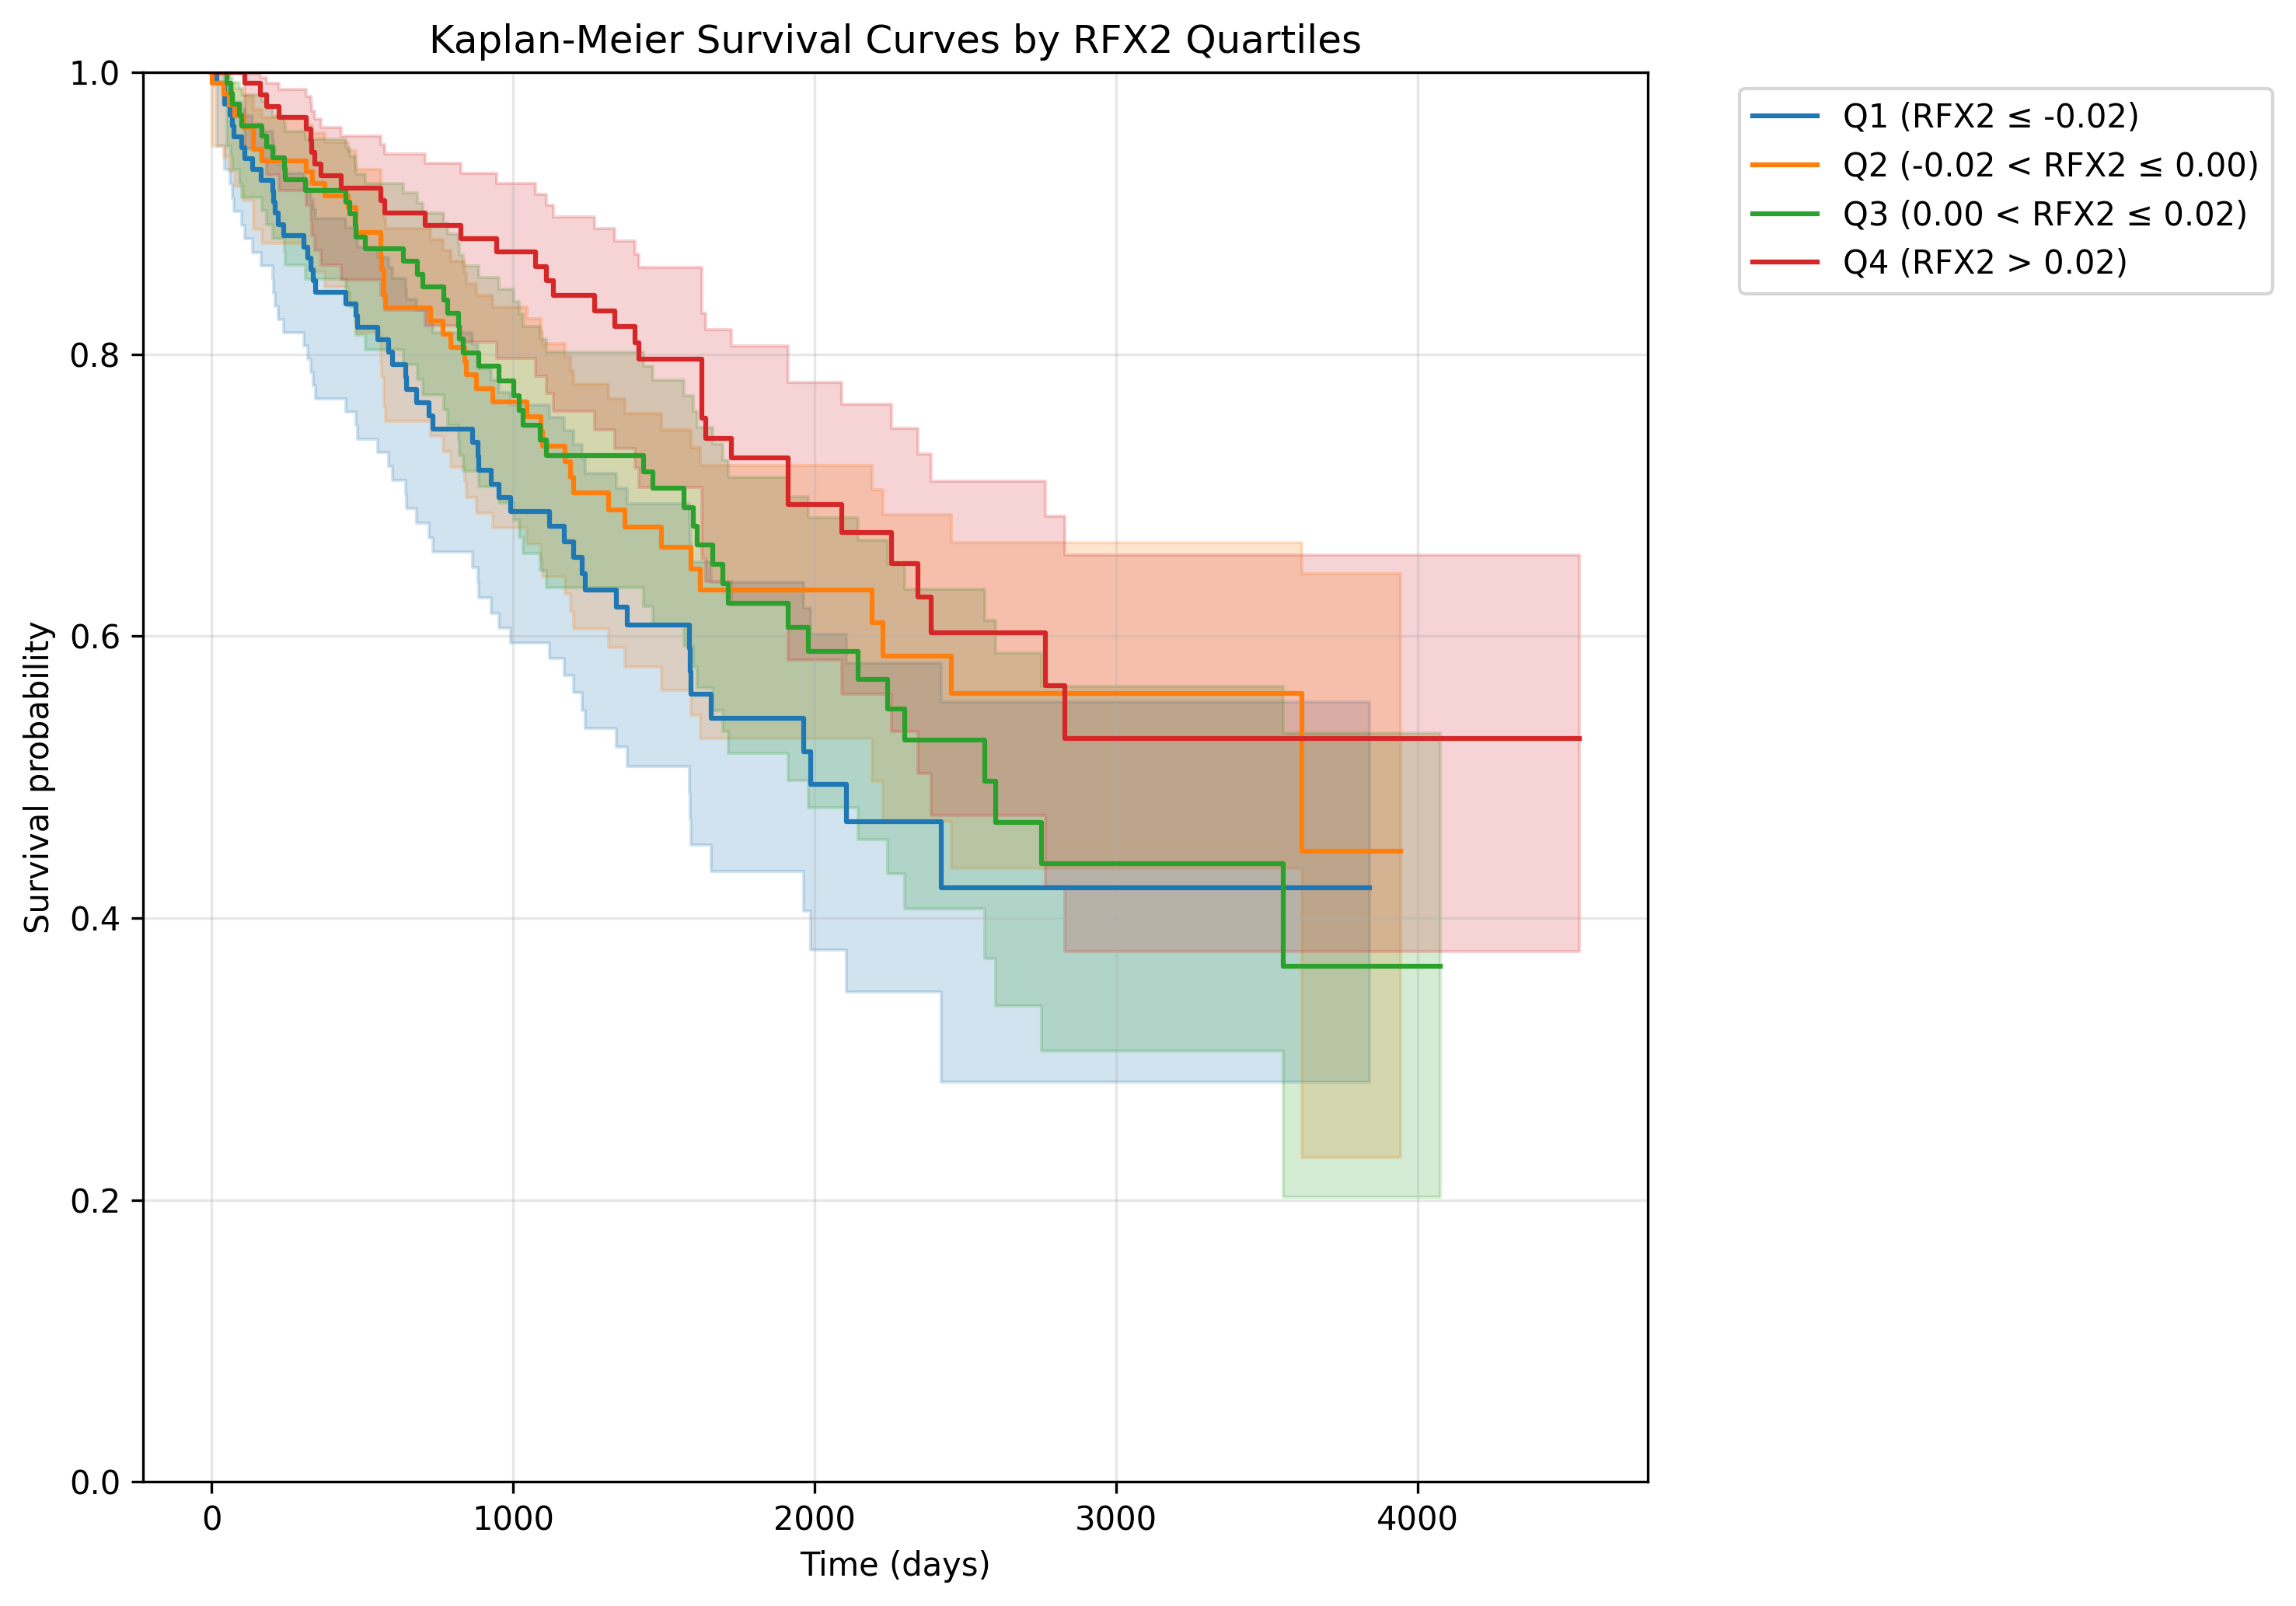 Kaplan-Meier Survival Curves by RFX2 Quartiles
Survival probability
1.0
0.8
0.6
0.4
0.2
0.0
0
1000
2000
3000
4000
Time (days)
Q1 (RFX2 ≤ -0.02)
Q2 (-0.02 < RFX2 ≤ 0.00)
Q3 (0.00 < RFX2 ≤ 0.02)
Q4 (RFX2 > 0.02)